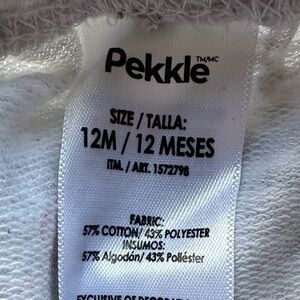 Pekkle TM/MC
SIZE / TALLA:
12M / 12 MESES
ITM. / ART. 1572798
FABRIC:
57% COTTON/ 43% POLYESTER
INSUMOS:
57% Algodón/ 43% Poliéster
EXCLUSIVE OF DECORATION